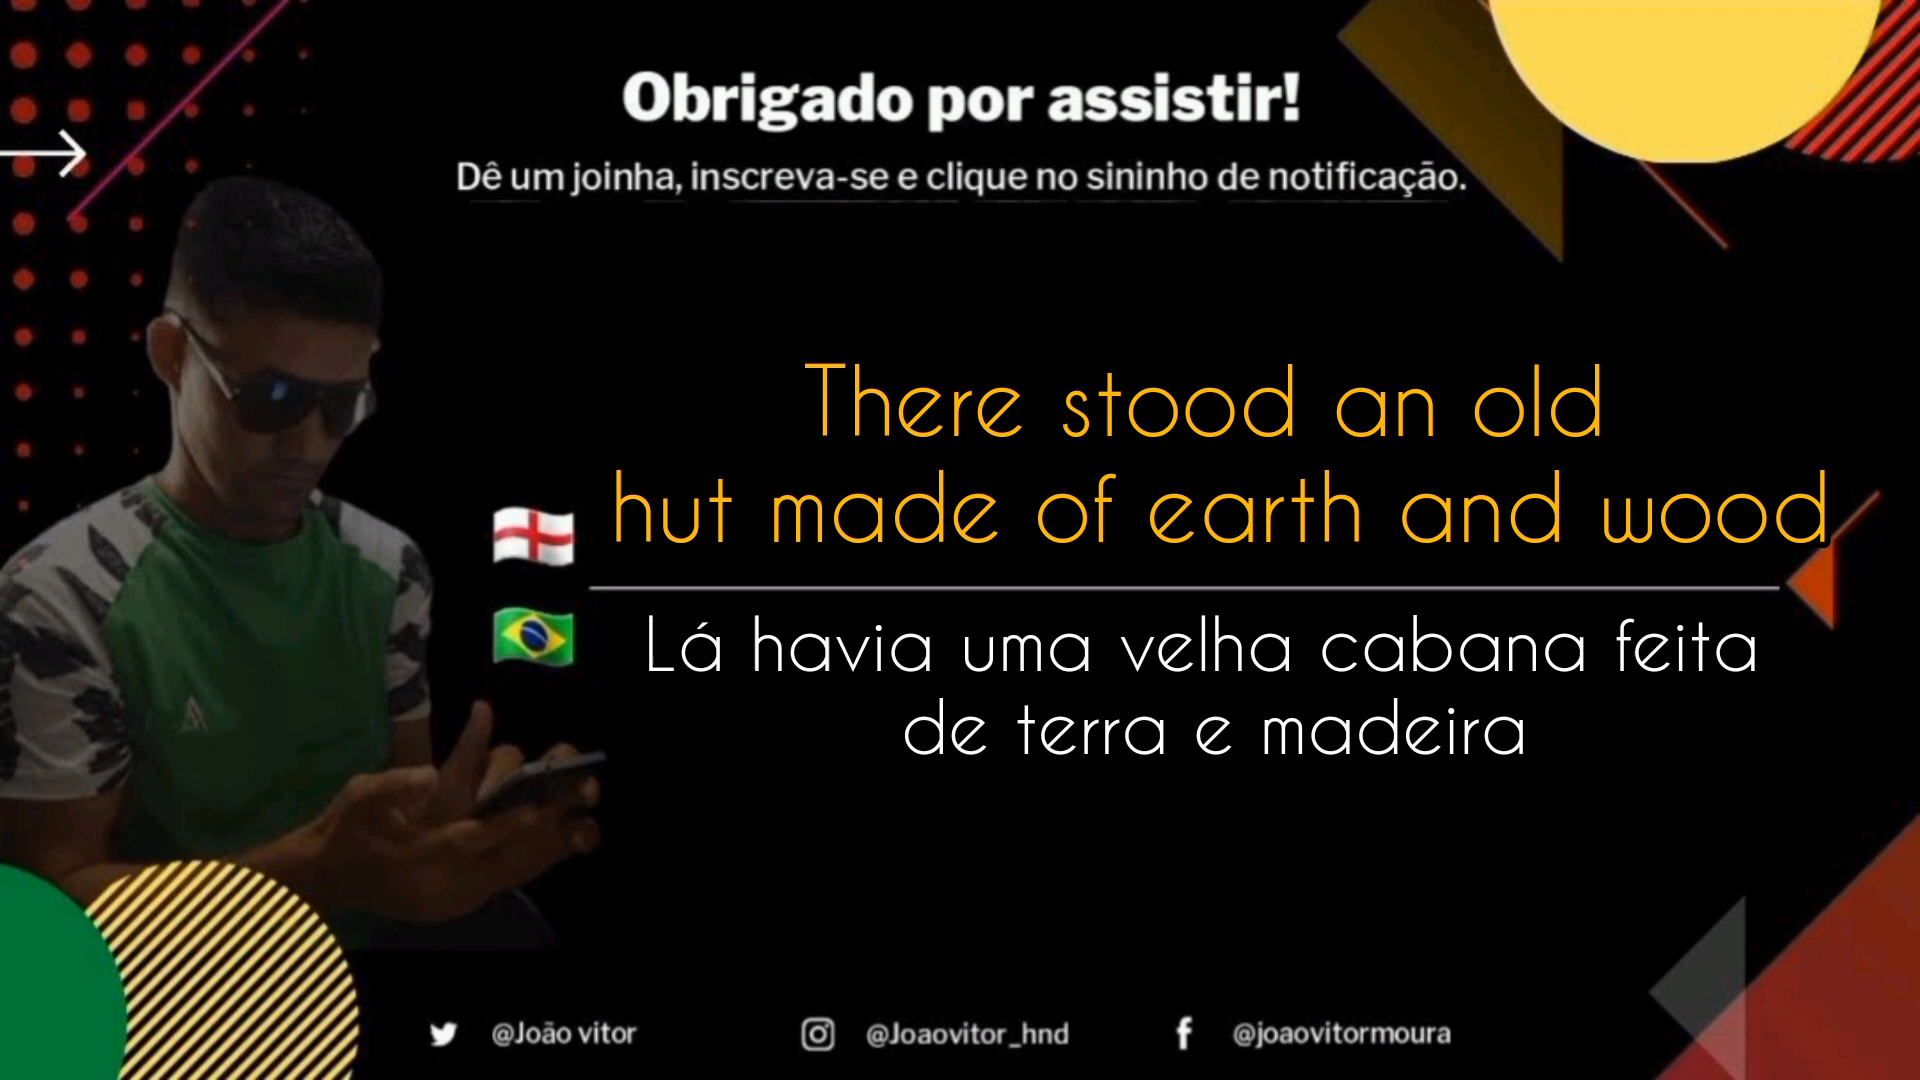 Obrigado por assistir!
Dê um joinha, inscreva-se e clique no sininho de notificação.
There stood an old
hut made of earth and wood
Lá havia uma velha cabana feita
de terra e madeira
@João vitor
@Joaovitor_hnd
@joaovitormoura